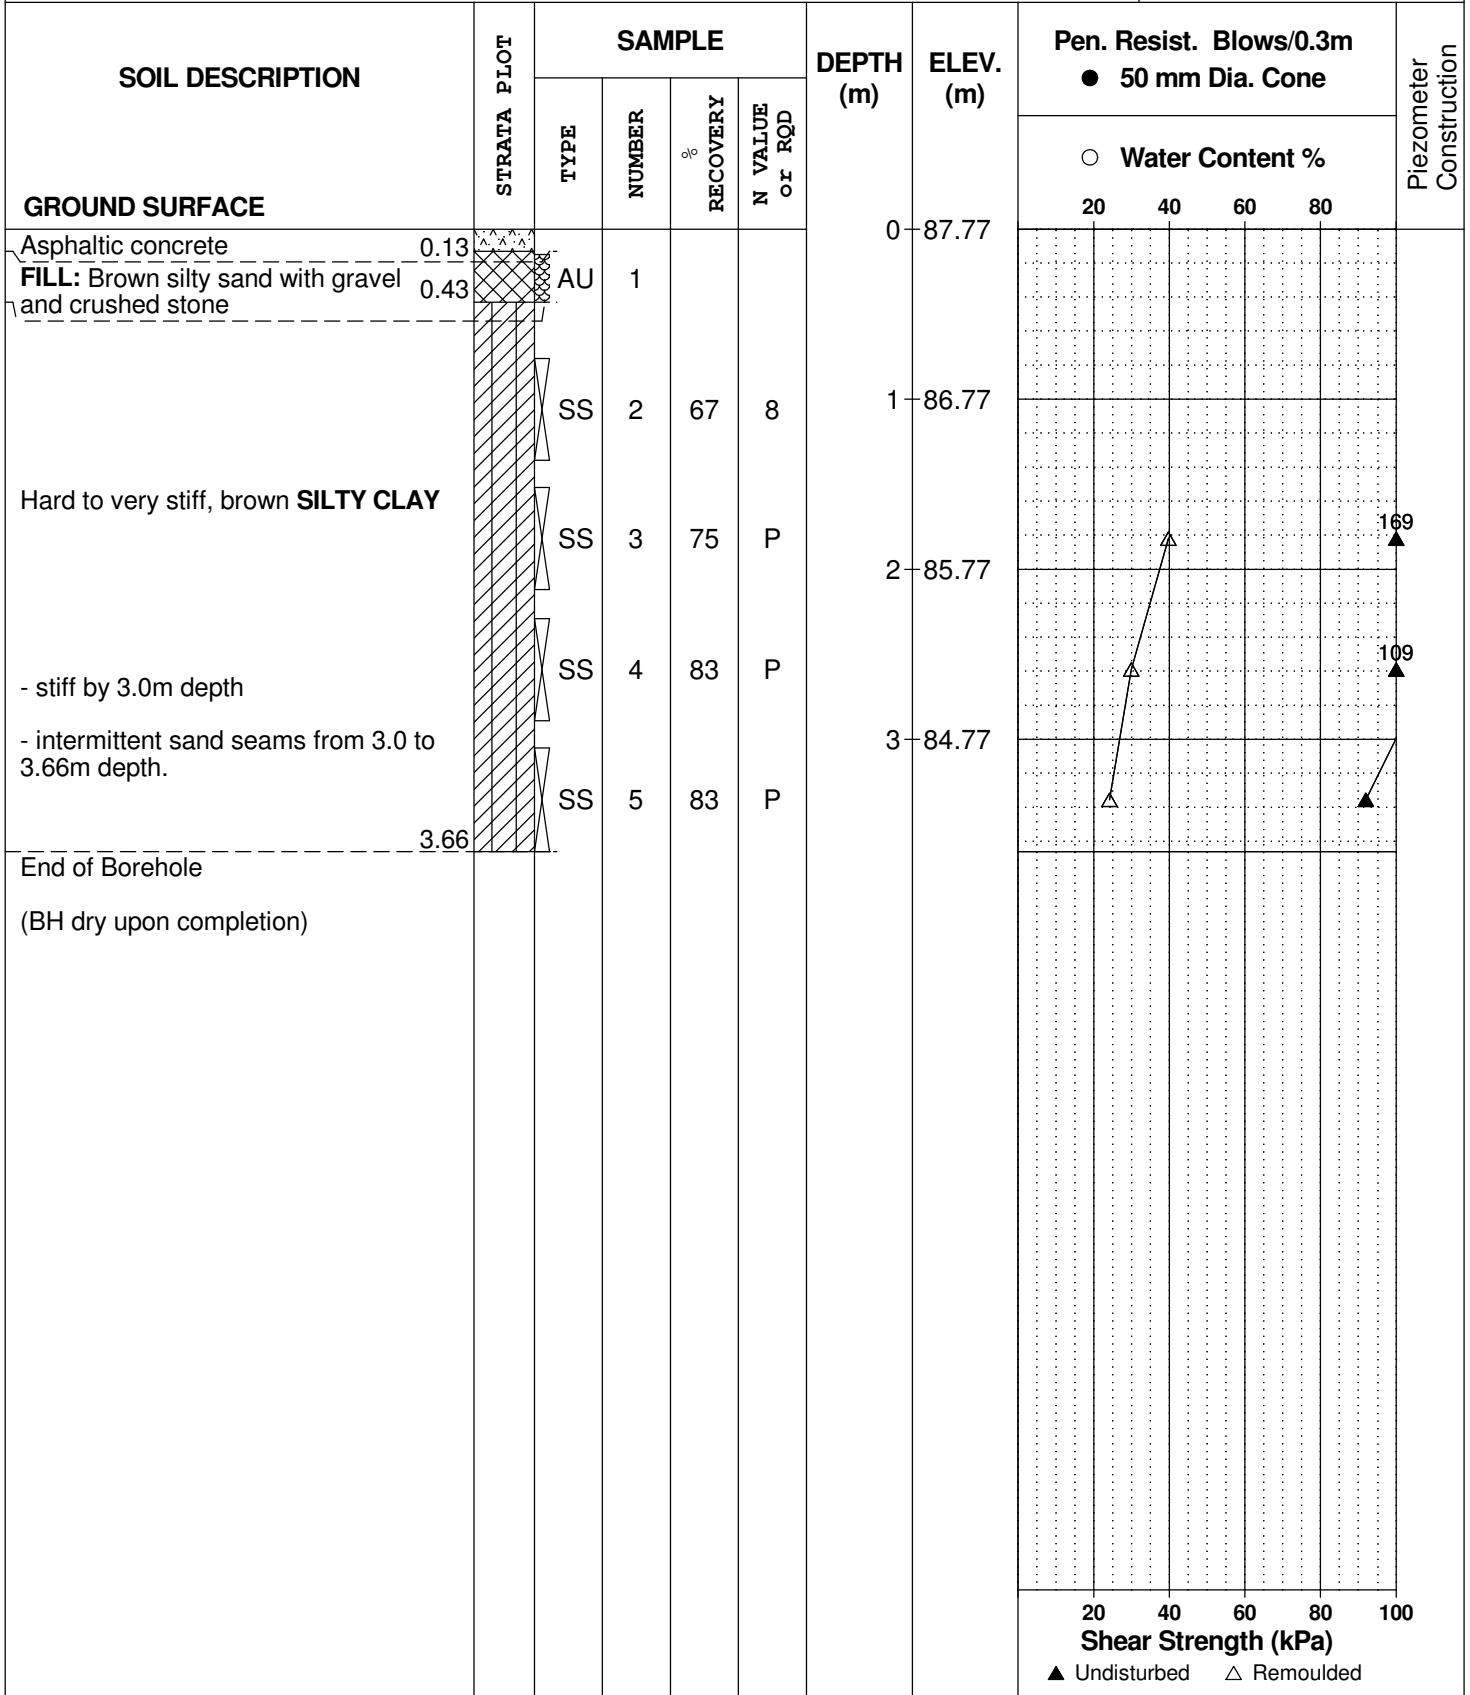 SOIL DESCRIPTION
GROUND SURFACE
STRATA PLOT
SAMPLE
TYPE
NUMBER
%
RECOVERY
N VALUE
or RQD
DEPTH
(m)
ELEV.
(m)
Pen. Resist. Blows/0.3m
● 50 mm Dia. Cone
○ Water Content %
20 40 60 80
Piezometer
Construction
0 87.77
Asphaltic concrete 0.13
FILL: Brown silty sand with gravel
and crushed stone
0.43
AU 1
SS 2 67 8
1 86.77
Hard to very stiff, brown SILTY CLAY
169
SS 3 75 P
2 85.77
109
SS 4 83 P
- stiff by 3.0m depth
- intermittent sand seams from 3.0 to
3.66m depth.
3 84.77
SS 5 83 P
3.66
End of Borehole
(BH dry upon completion)
20 40 60 80 100
Shear Strength (kPa)
▲ Undisturbed △ Remoulded